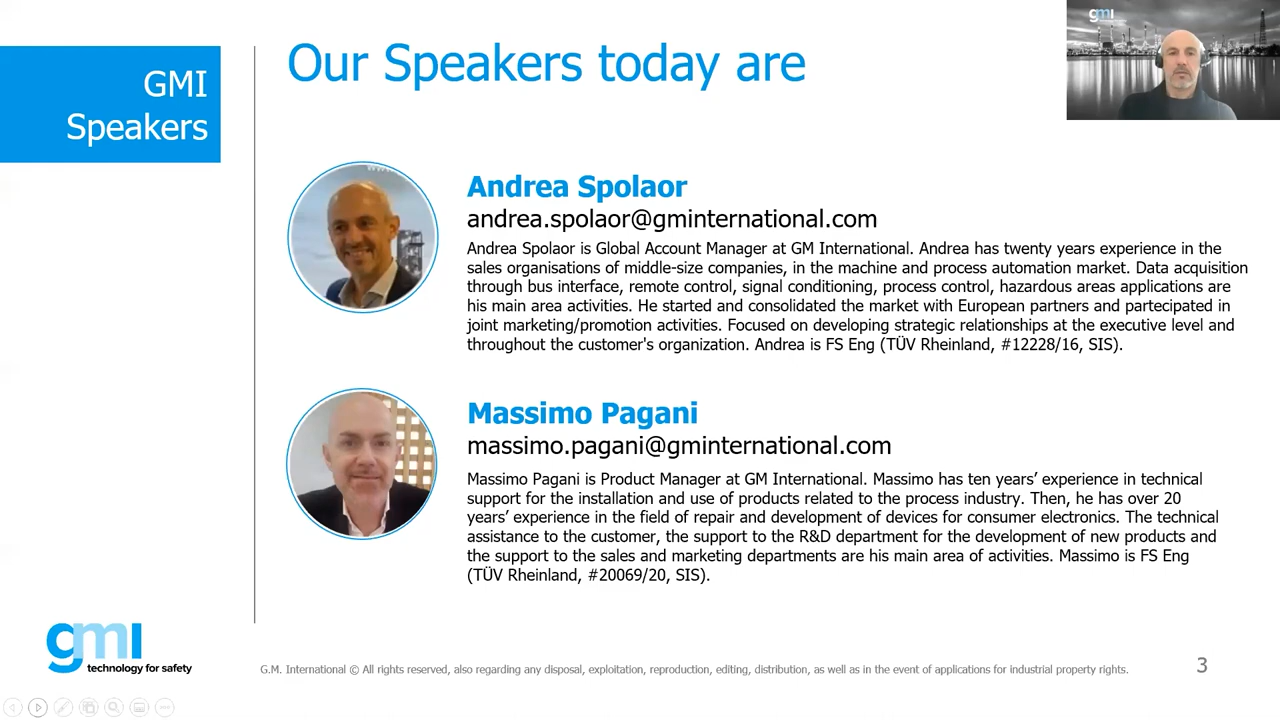 GMI
Speakers
Our Speakers today are
gmi
Andrea Spolaor
andrea.spolaor@gminternational.com
Andrea Spolaor is Global Account Manager at GM International. Andrea has twenty years experience in the
sales organisations of middle-size companies, in the machine and process automation market. Data acquisition
through bus interface, remote control, signal conditioning, process control, hazardous areas applications are
his main area activities. He started and consolidated the market with European partners and partecipated in
joint marketing/promotion activities. Focused on developing strategic relationships at the executive level and
throughout the customer's organization. Andrea is FS Eng (TÜV Rheinland, #12228/16, SIS).
Massimo Pagani
massimo.pagani@gminternational.com
Massimo Pagani is Product Manager at GM International. Massimo has ten years’ experience in technical
support for the installation and use of products related to the process industry. Then, he has over 20
years’ experience in the field of repair and development of devices for consumer electronics. The technical
assistance to the customer, the support to the R&D department for the development of new products and
the support to the sales and marketing departments are his main area of activities. Massimo is FS Eng
(TÜV Rheinland, #20069/20, SIS).
gmi
technology for safety
G.M. International © All rights reserved, also regarding any disposal, exploitation, reproduction, editing, distribution, as well as in the event of applications for industrial property rights.
3